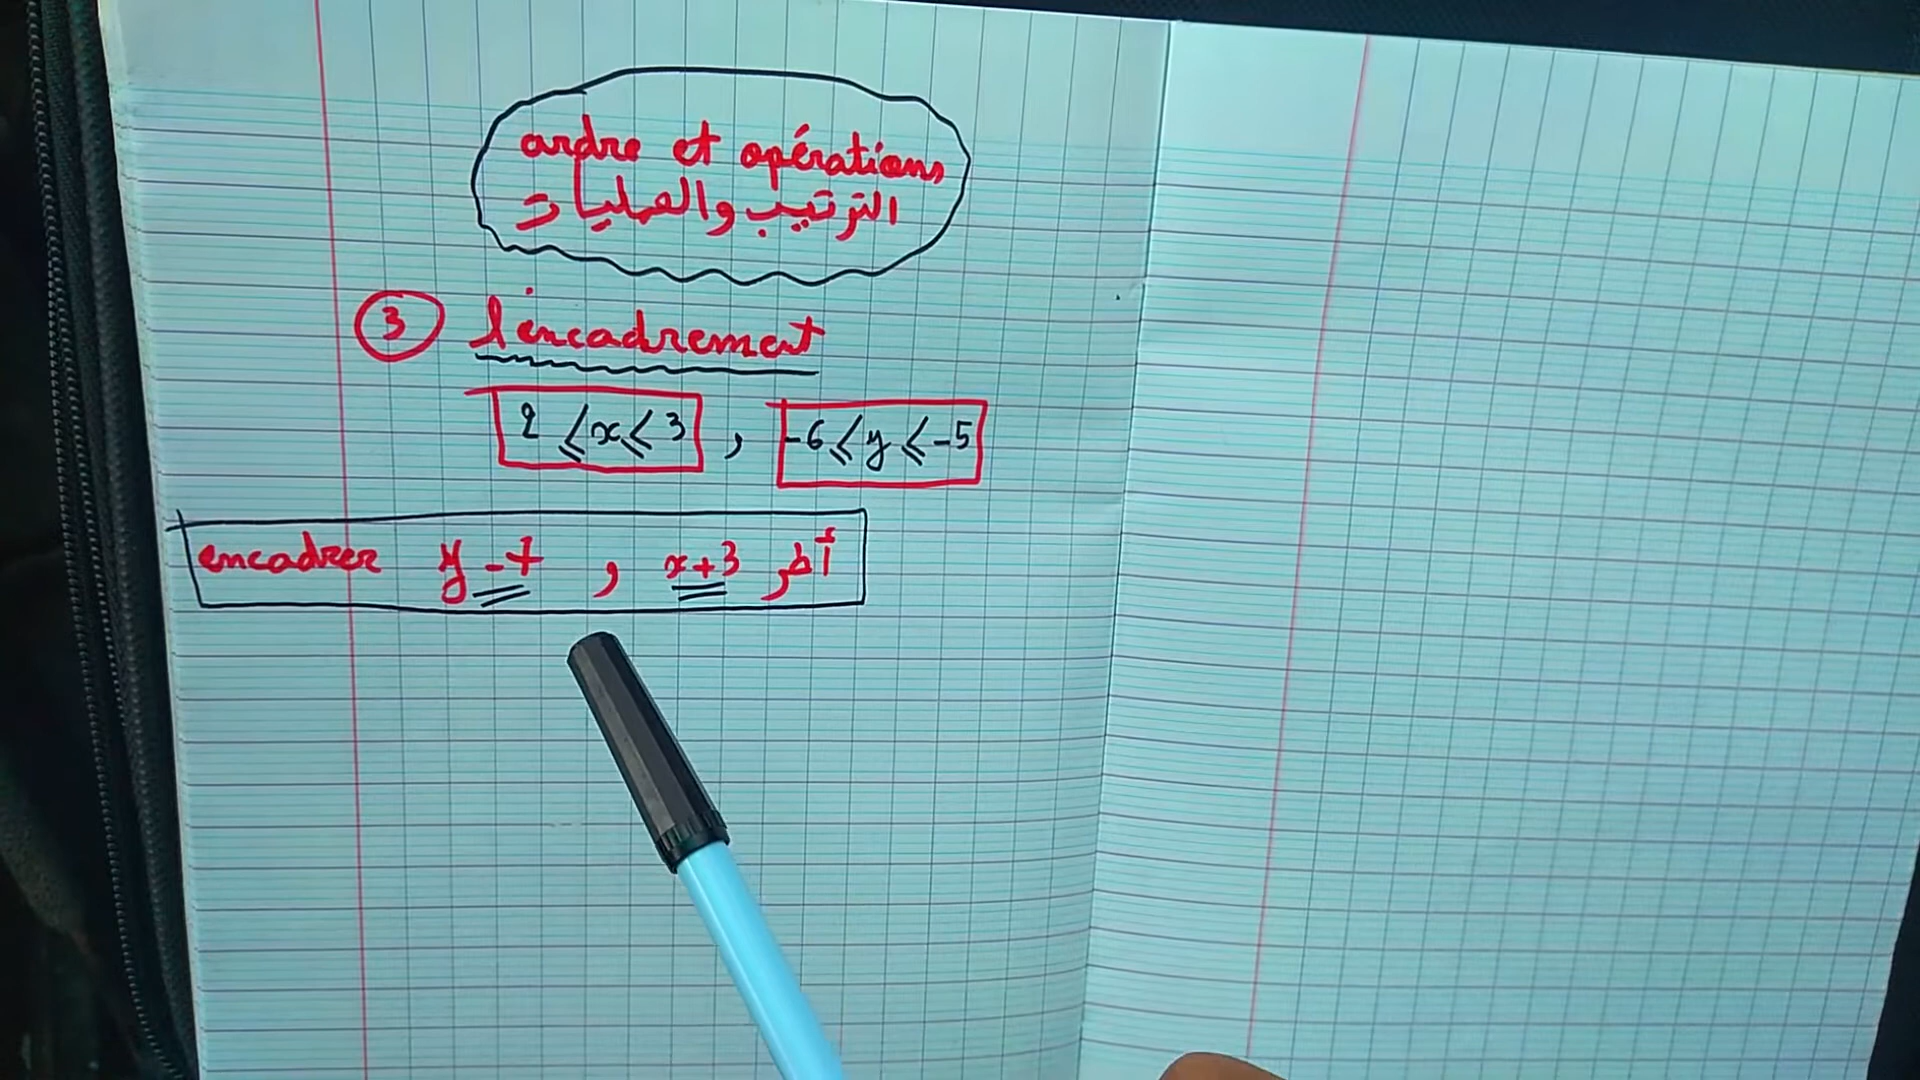 ordre et opérations
الترتيب والعمليات
3 l'encadrement
2 ⩽ x ⩽ 3 , -6 ⩽ y ⩽ -5
encadrer y-7 , x+3 أطر